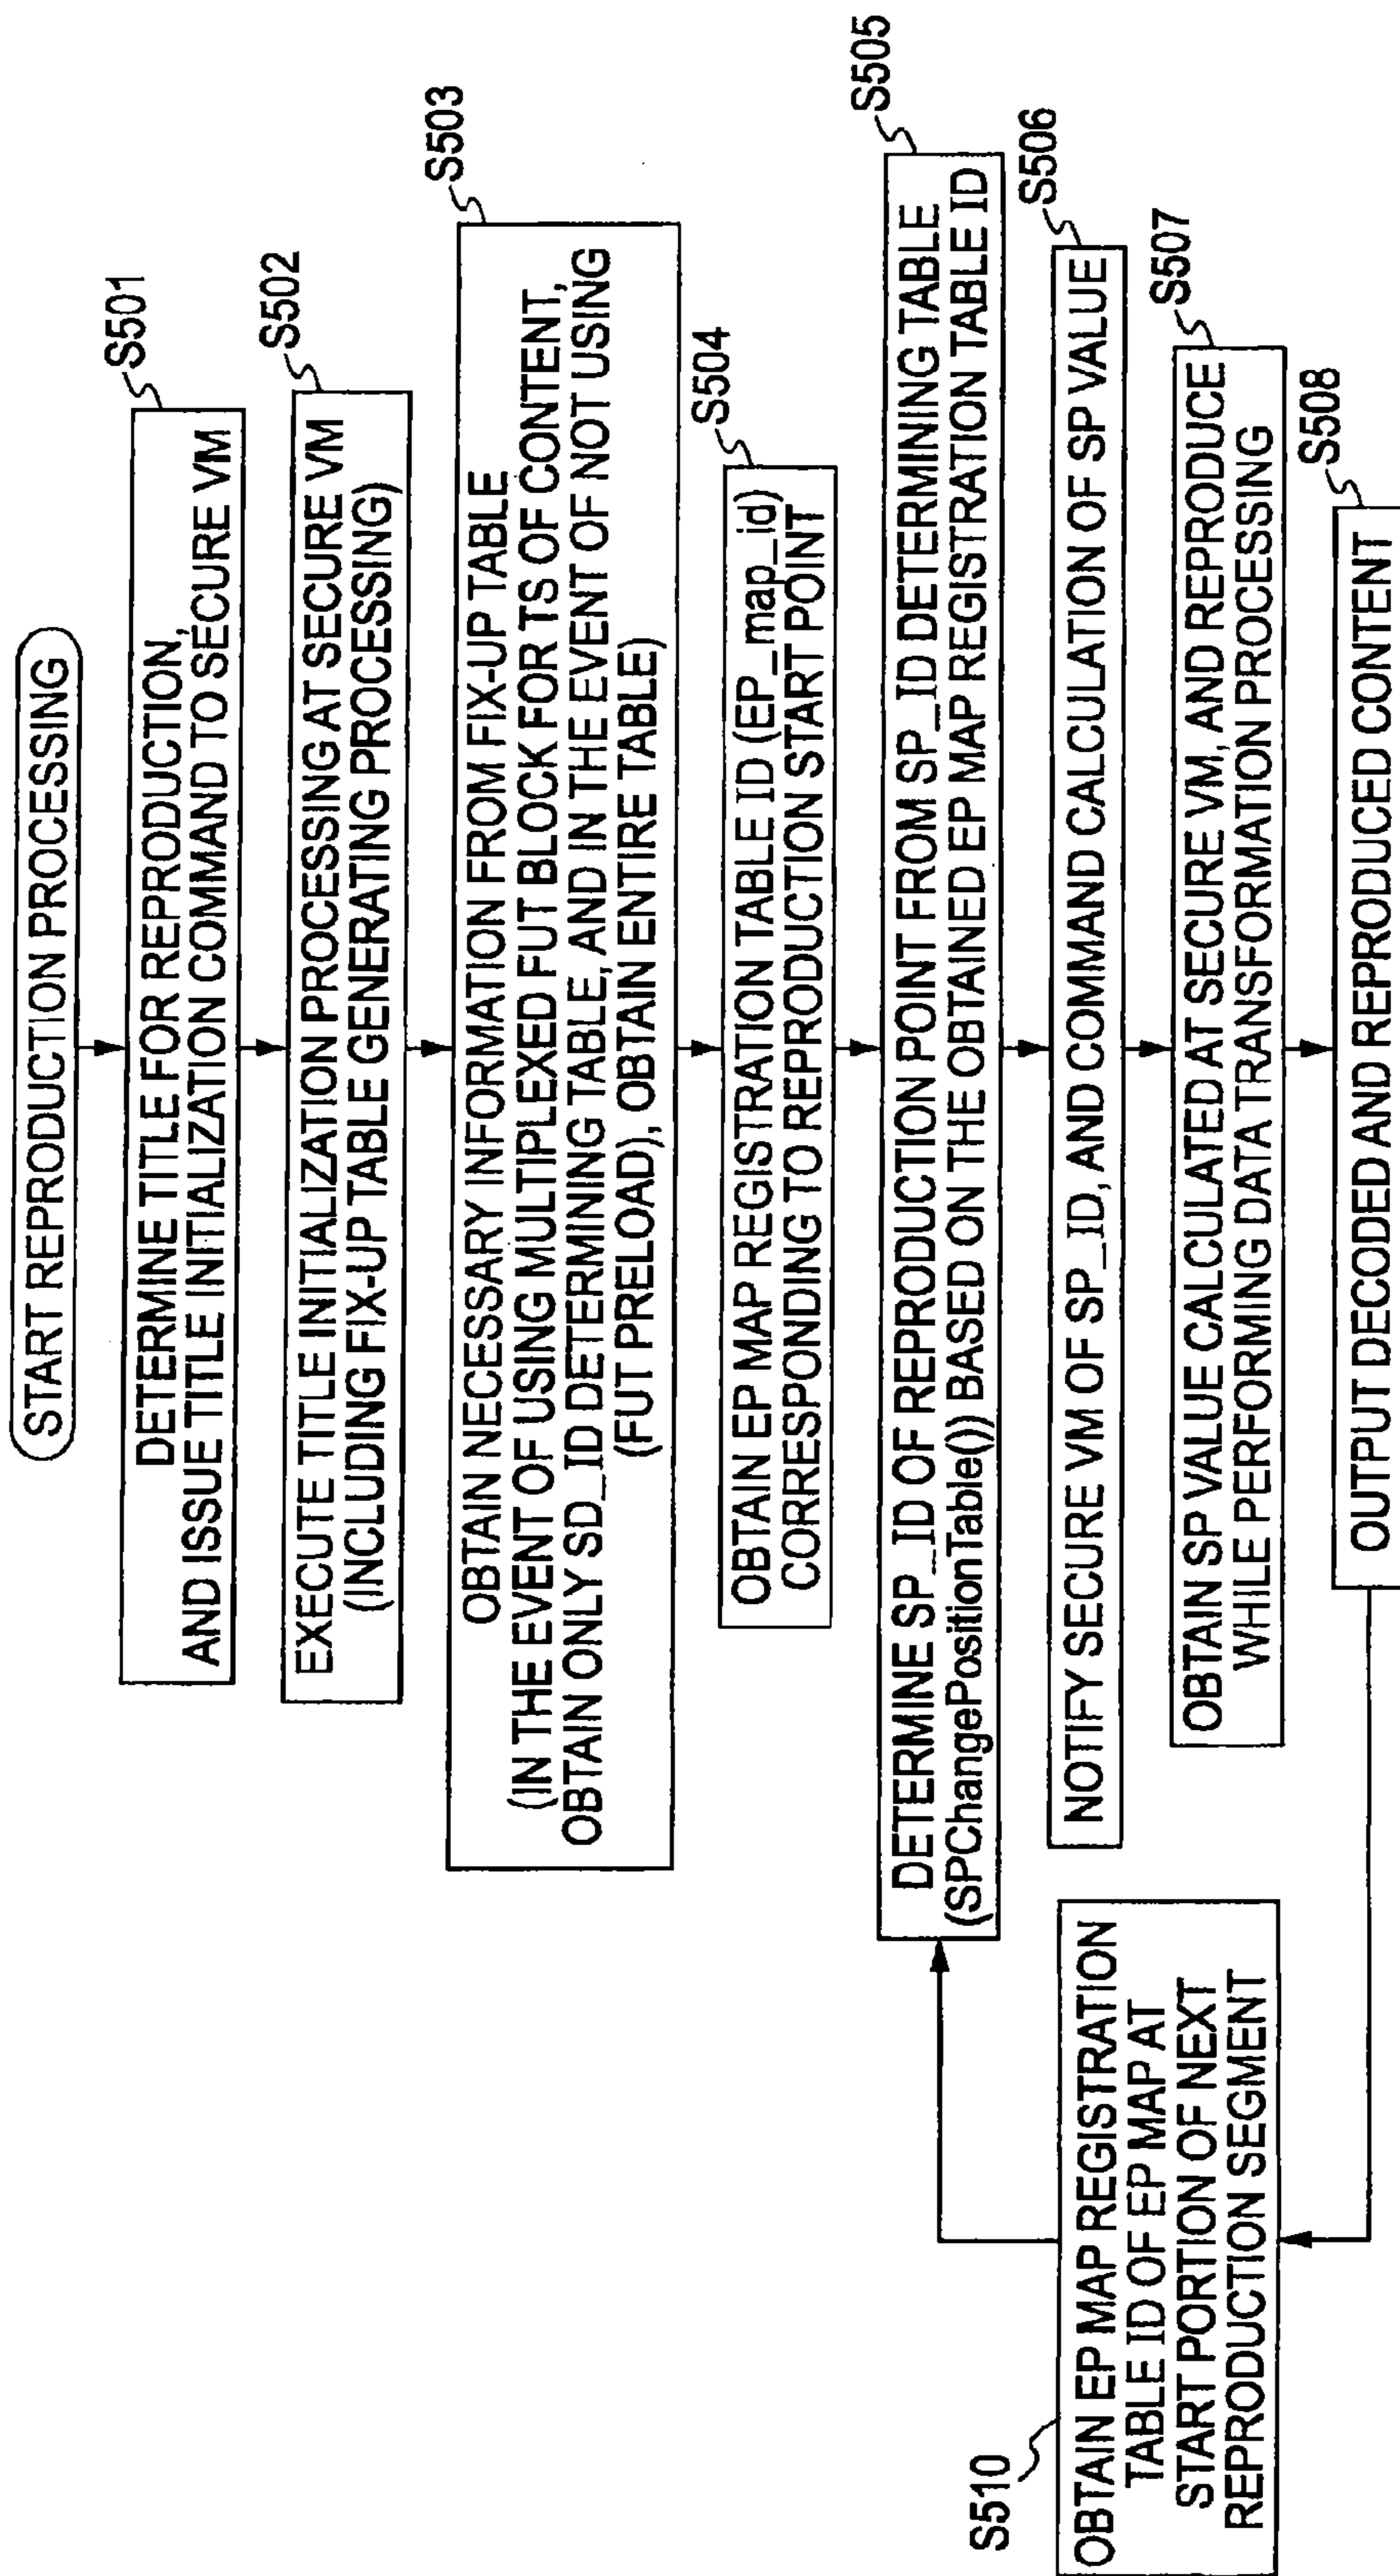 START REPRODUCTION PROCESSING
S501
DETERMINE TITLE FOR REPRODUCTION,
AND ISSUE TITLE INITIALIZATION COMMAND TO SECURE VM
S502
EXECUTE TITLE INITIALIZATION PROCESSING AT SECURE VM
(INCLUDING FIX-UP TABLE GENERATING PROCESSING)
S503
OBTAIN NECESSARY INFORMATION FROM FIX-UP TABLE
(IN THE EVENT OF USING MULTIPLEXED FUT BLOCK FOR TS OF CONTENT,
OBTAIN ONLY SD_ID DETERMINING TABLE, AND IN THE EVENT OF NOT USING
(FUT PRELOAD), OBTAIN ENTIRE TABLE)
S504
OBTAIN EP MAP REGISTRATION TABLE ID (EP_map_id)
CORRESPONDING TO REPRODUCTION START POINT
S505
DETERMINE SP_ID OF REPRODUCTION POINT FROM SP_ID DETERMINING TABLE
(SPChangePositionTable()) BASED ON THE OBTAINED EP MAP REGISTRATION TABLE ID
S506
NOTIFY SECURE VM OF SP_ID, AND COMMAND CALCULATION OF SP VALUE
S507
OBTAIN SP VALUE CALCULATED AT SECURE VM, AND REPRODUCE
WHILE PERFORMING DATA TRANSFORMATION PROCESSING
S508
OUTPUT DECODED AND REPRODUCED CONTENT
S510
OBTAIN EP MAP REGISTRATION
TABLE ID OF EP MAP AT
START PORTION OF NEXT
REPRODUCTION SEGMENT